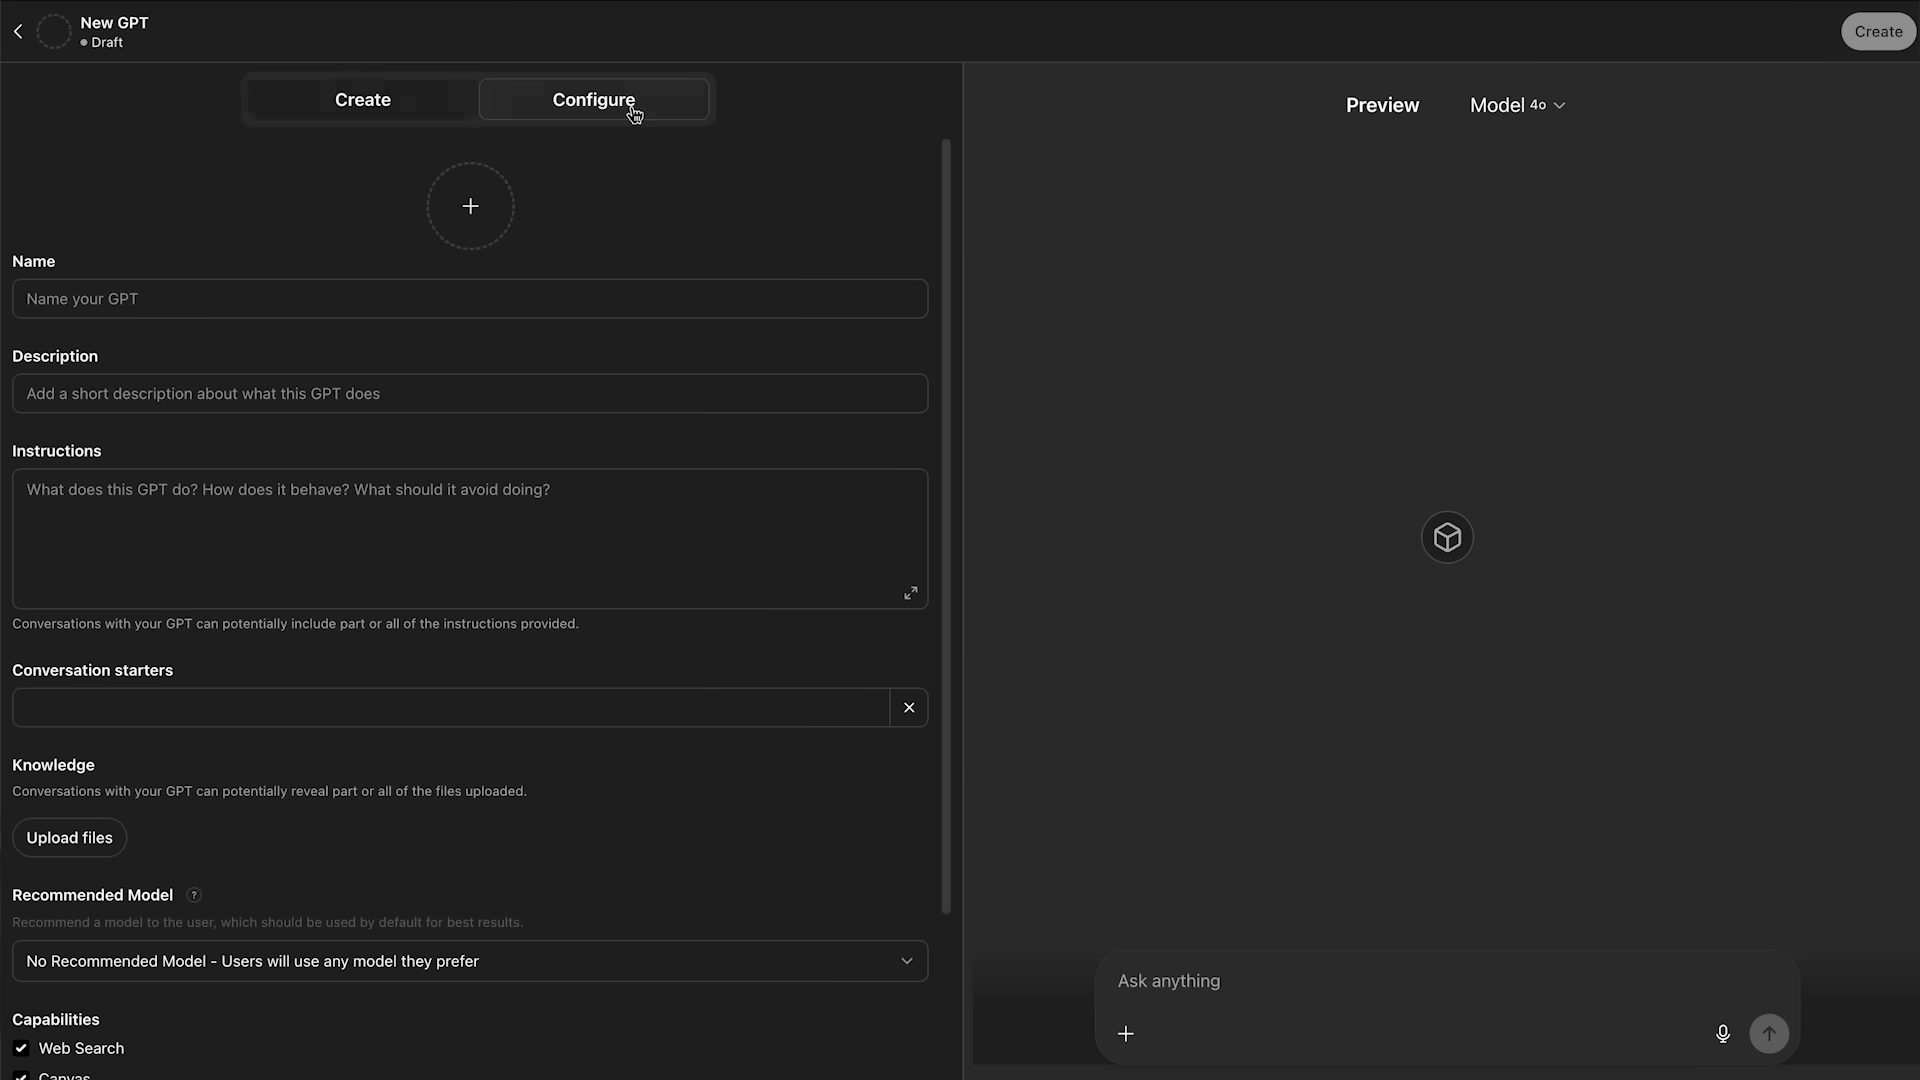 New GPT
Draft
Create
Create
Configure
Preview
Model 4o
Name
Name your GPT
Description
Add a short description about what this GPT does
Instructions
What does this GPT do? How does it behave? What should it avoid doing?
Conversations with your GPT can potentially include part or all of the instructions provided.
Conversation starters
Knowledge
Conversations with your GPT can potentially reveal part or all of the files uploaded.
Upload files
Recommended Model ?
Recommend a model to the user, which should be used by default for best results.
No Recommended Model - Users will use any model they prefer
Capabilities
Web Search
Canvas
Ask anything